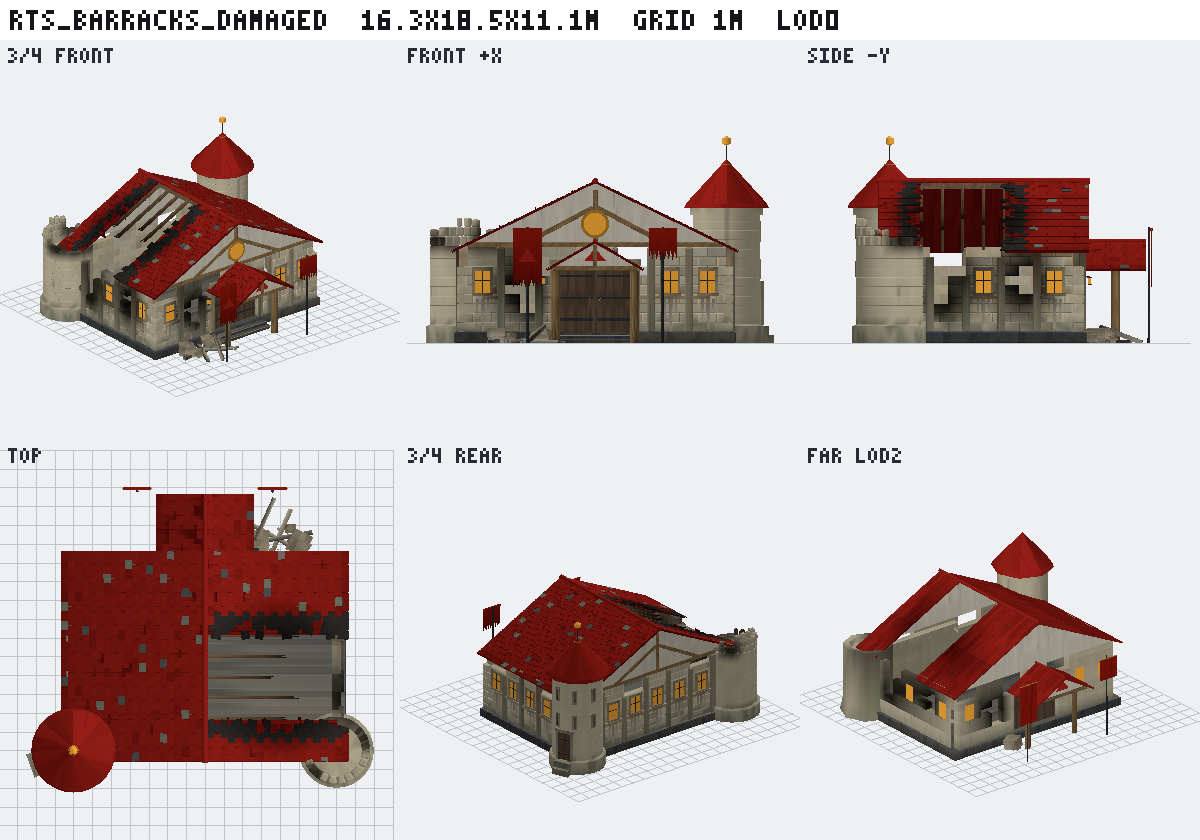 RTS_BARRACKS_DAMAGED 16.3X18.5X11.1M GRID 1M LOD0
3/4 FRONT
FRONT +X
SIDE -Y
TOP
3/4 REAR
FAR LOD2